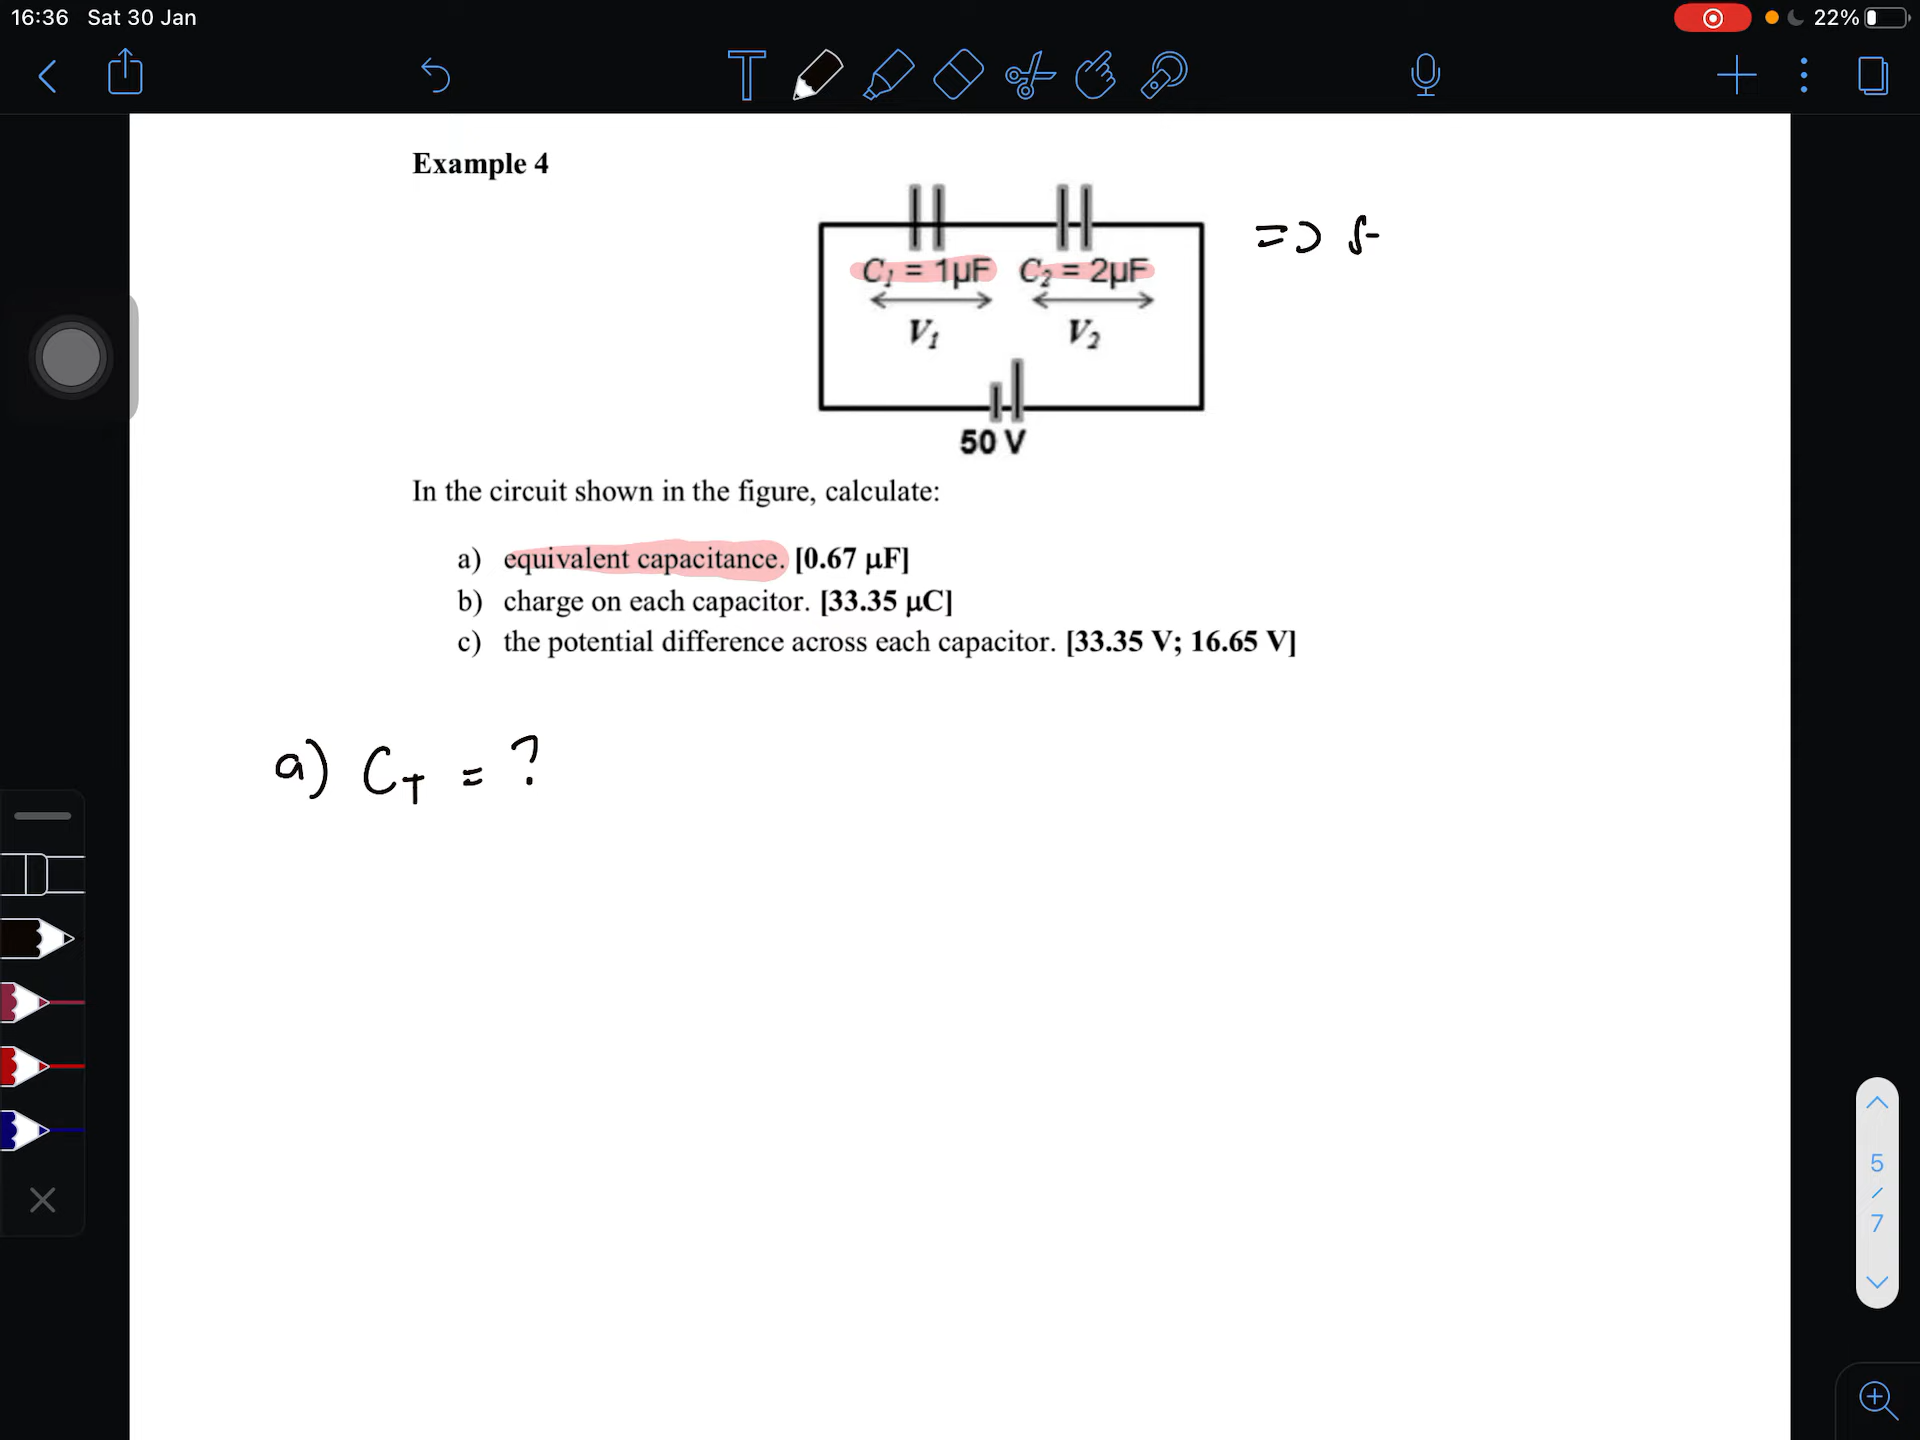 16:36 Sat 30 Jan
22%
T
Example 4
C₁ = 1µF C₂ = 2µF
=>
V₁ V₂
50 V
In the circuit shown in the figure, calculate:
a) equivalent capacitance. [0.67 µF]
b) charge on each capacitor. [33.35 µC]
c) the potential difference across each capacitor. [33.35 V; 16.65 V]
a) C_T = ?
5
/
7